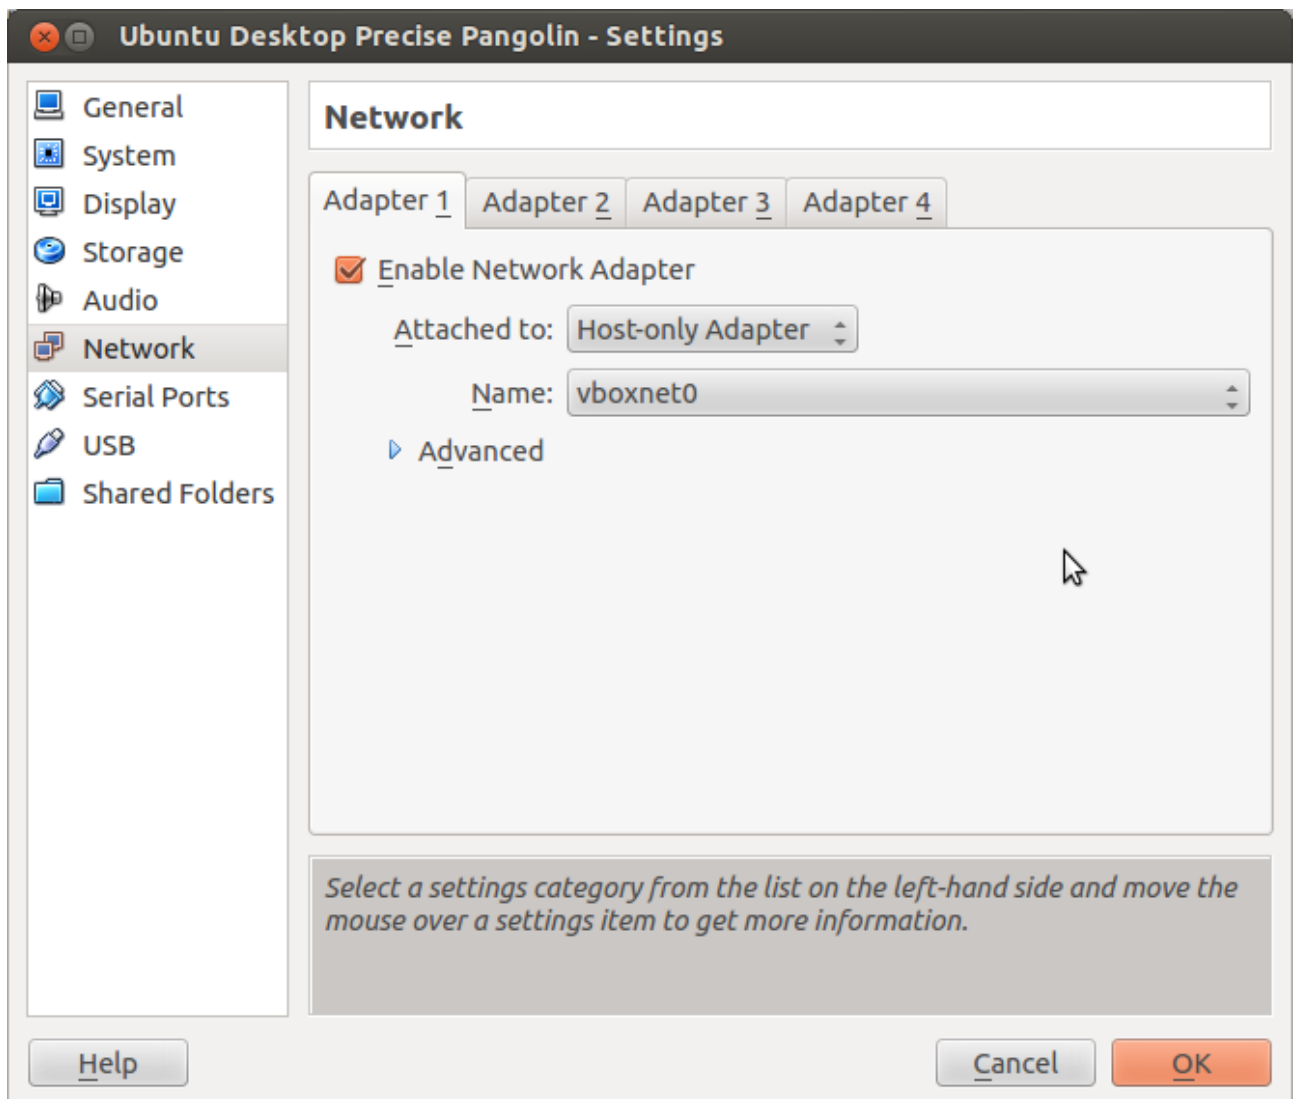 Ubuntu Desktop Precise Pangolin - Settings
General
System
Display
Storage
Audio
Network
Serial Ports
USB
Shared Folders
Network
Adapter 1 Adapter 2 Adapter 3 Adapter 4
Enable Network Adapter
Attached to: Host-only Adapter
Name: vboxnet0
Advanced
Select a settings category from the list on the left-hand side and move the
mouse over a settings item to get more information.
Help Cancel OK